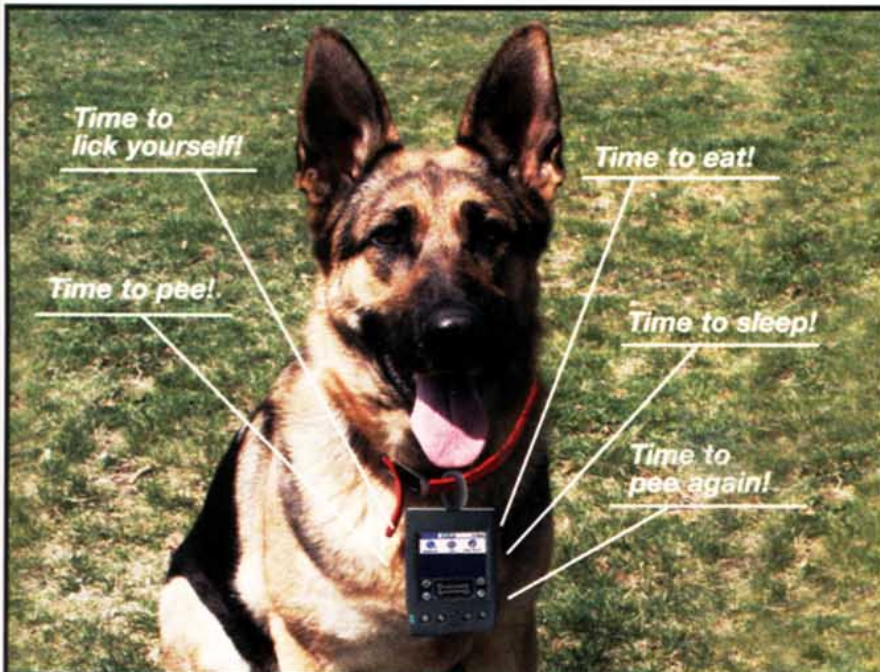 Time to
lick yourself!
Time to eat!
Time to pee!
Time to sleep!
Time to
pee again!